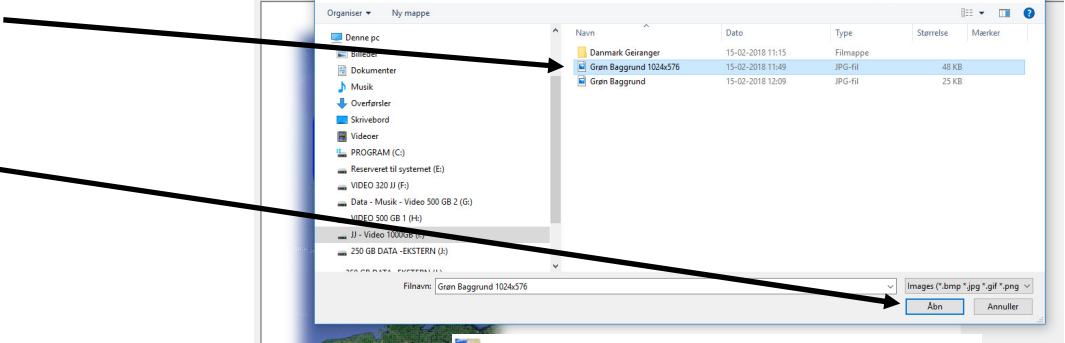 Organiser Ny mappe
Navn Dato Type Størrelse Mærker
Denne pc
Billeder
Dokumenter
Musik
Overførsler
Skrivebord
Videoer
PROGRAM (C:)
Reserveret til systemet (E:)
VIDEO 320 JJ (F:)
Data - Musik - Video 500 GB 2 (G:)
VIDEO 500 GB 1 (H:)
JJ - Video 1000GB (I:)
250 GB DATA -EKSTERN (J:)
Danmark Geiranger 15-02-2018 11:15 Filmappe
Grøn Baggrund 1024x576 15-02-2018 11:49 JPG-fil 48 KB
Grøn Baggrund 15-02-2018 12:09 JPG-fil 25 KB
Filnavn: Grøn Baggrund 1024x576
Images (*.bmp *.jpg *.gif *.png
Åbn Annuller